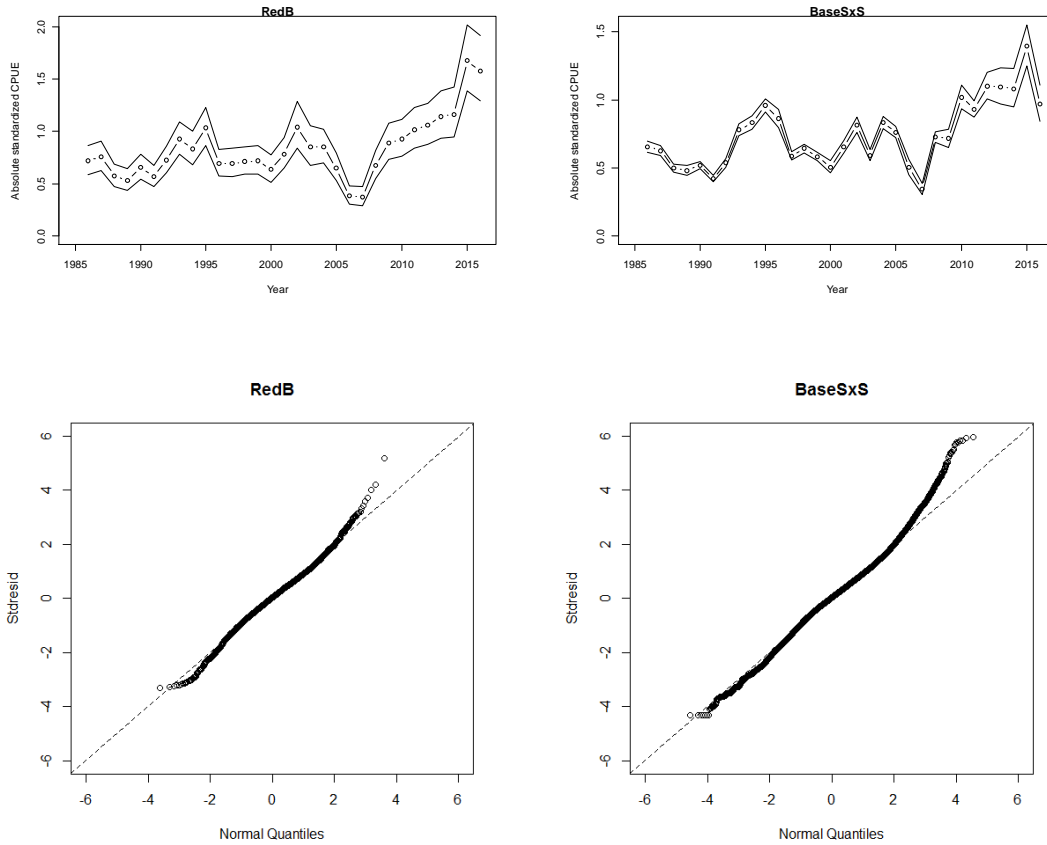 RedB
Absolute standardized CPUE
2.0
1.5
1.0
0.5
0.0
1985 1990 1995 2000 2005 2010 2015
Year
BaseSxS
Absolute standardized CPUE
1.5
1.0
0.5
0.0
1985 1990 1995 2000 2005 2010 2015
Year
RedB
Stdresid
6
4
2
0
-2
-4
-6
-6 -4 -2 0 2 4 6
Normal Quantiles
BaseSxS
Stdresid
6
4
2
0
-2
-4
-6
-6 -4 -2 0 2 4 6
Normal Quantiles